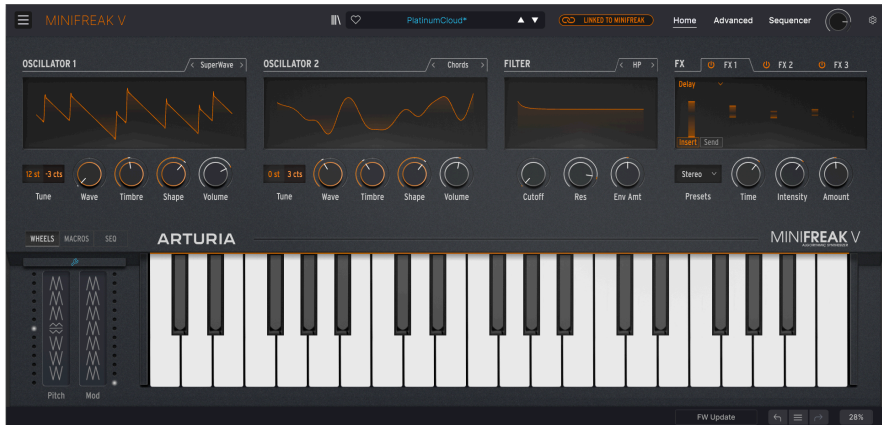 MINIFREAK V
PlatinumCloud*
LINKED TO MINIFREAK
Home
Advanced
Sequencer
OSCILLATOR 1
SuperWave
OSCILLATOR 2
Chords
FILTER
HP
FX
FX 1
FX 2
FX 3
Delay
Insert
Send
12 st
-3 cts
Tune
Wave
Timbre
Shape
Volume
0 st
3 cts
Tune
Wave
Timbre
Shape
Volume
Cutoff
Res
Env Amt
Stereo
Presets
Time
Intensity
Amount
WHEELS
MACROS
SEQ
ARTURIA
MINIFREAK V
ALGORITHMIC SYNTHESIZER
Pitch
Mod
FW Update
28%